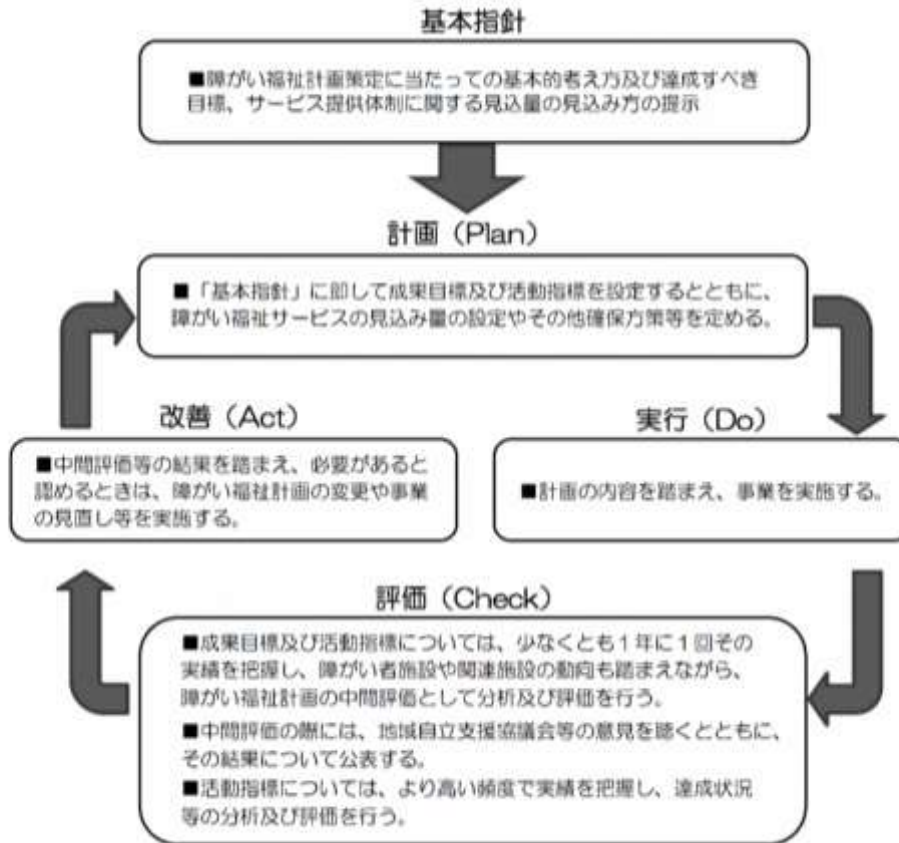 基本指針
■障がい福祉計画策定に当たっての基本的考え方及び達成すべき
目標、サービス提供体制に関する見込量の見込み方の提示
計画（Plan）
■「基本指針」に即して成果目標及び活動指標を設定するとともに、
障がい福祉サービスの見込み量の設定やその他確保方策等を定める。
改善（Act）
■中間評価等の結果を踏まえ、必要があると
認めるときは、障がい福祉計画の変更や事業
の見直し等を実施する。
実行（Do）
■計画の内容を踏まえ、事業を実施する。
評価（Check）
■成果目標及び活動指標については、少なくとも１年に１回その
実績を把握し、障がい者施設や関連施設の動向も踏まえながら、
障がい福祉計画の中間評価として分析及び評価を行う。
■中間評価の際には、地域自立支援協議会等の意見を聴くとともに、
その結果について公表する。
■活動指標については、より高い頻度で実績を把握し、達成状況
等の分析及び評価を行う。